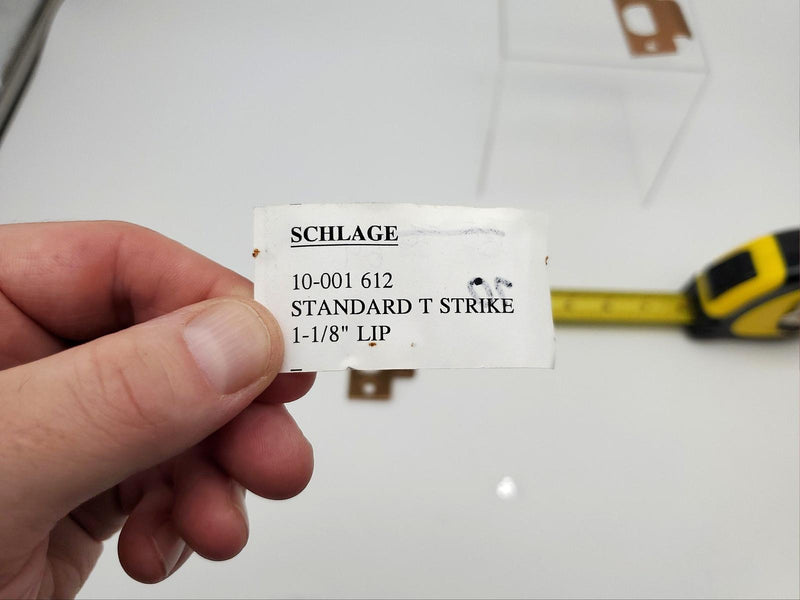 SCHLAGE
10-001 612
STANDARD T STRIKE
1-1/8" LIP